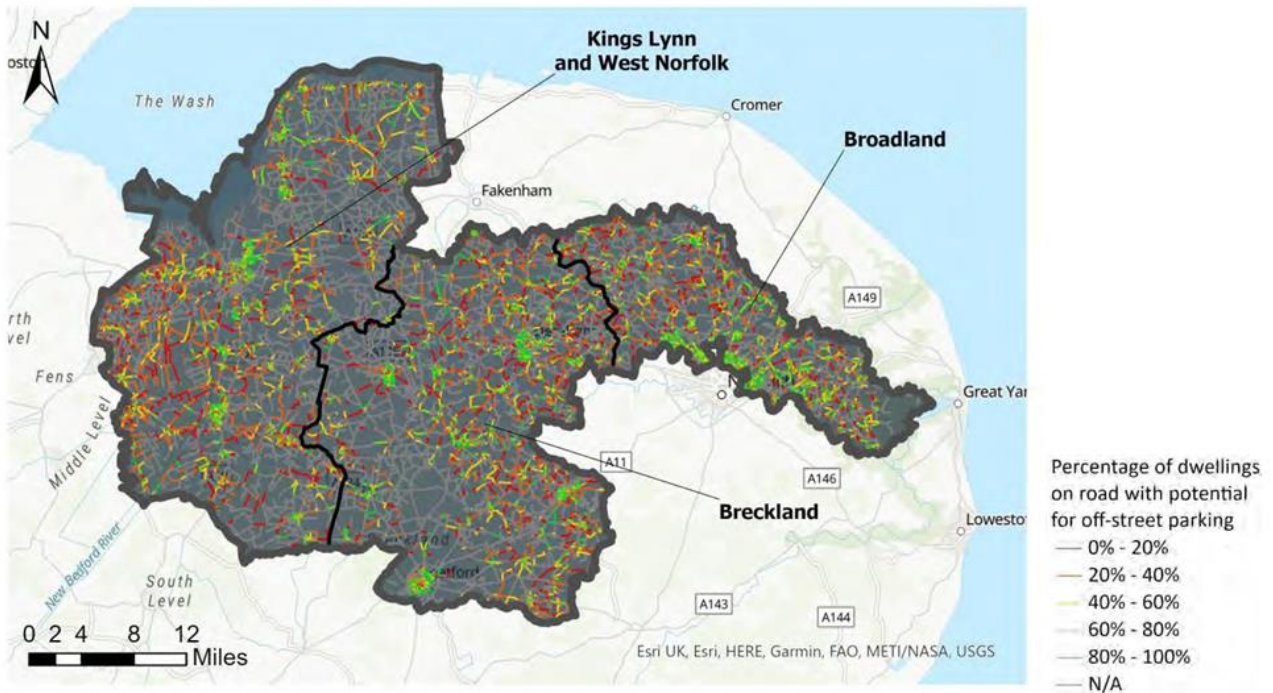 N
oston
The Wash
Kings Lynn
and West Norfolk
Cromer
Broadland
Fakenham
A149
rth
vel
Fens
Middle Level
Great Yar
A11
A146
Breckland
Lowesto
New Bedford River
South
Level
A143
A144
0 2 4 8 12
Miles
Esri UK, Esri, HERE, Garmin, FAO, METI/NASA, USGS
Percentage of dwellings
on road with potential
for off-street parking
0% - 20%
20% - 40%
40% - 60%
60% - 80%
80% - 100%
N/A